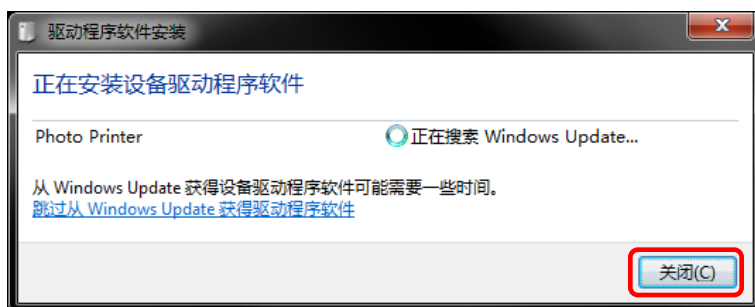 驱动程序软件安装
正在安装设备驱动程序软件
Photo Printer 正在搜索 Windows Update...
从 Windows Update 获得设备驱动程序软件可能需要一些时间。
跳过从 Windows Update 获得驱动程序软件
关闭(C)